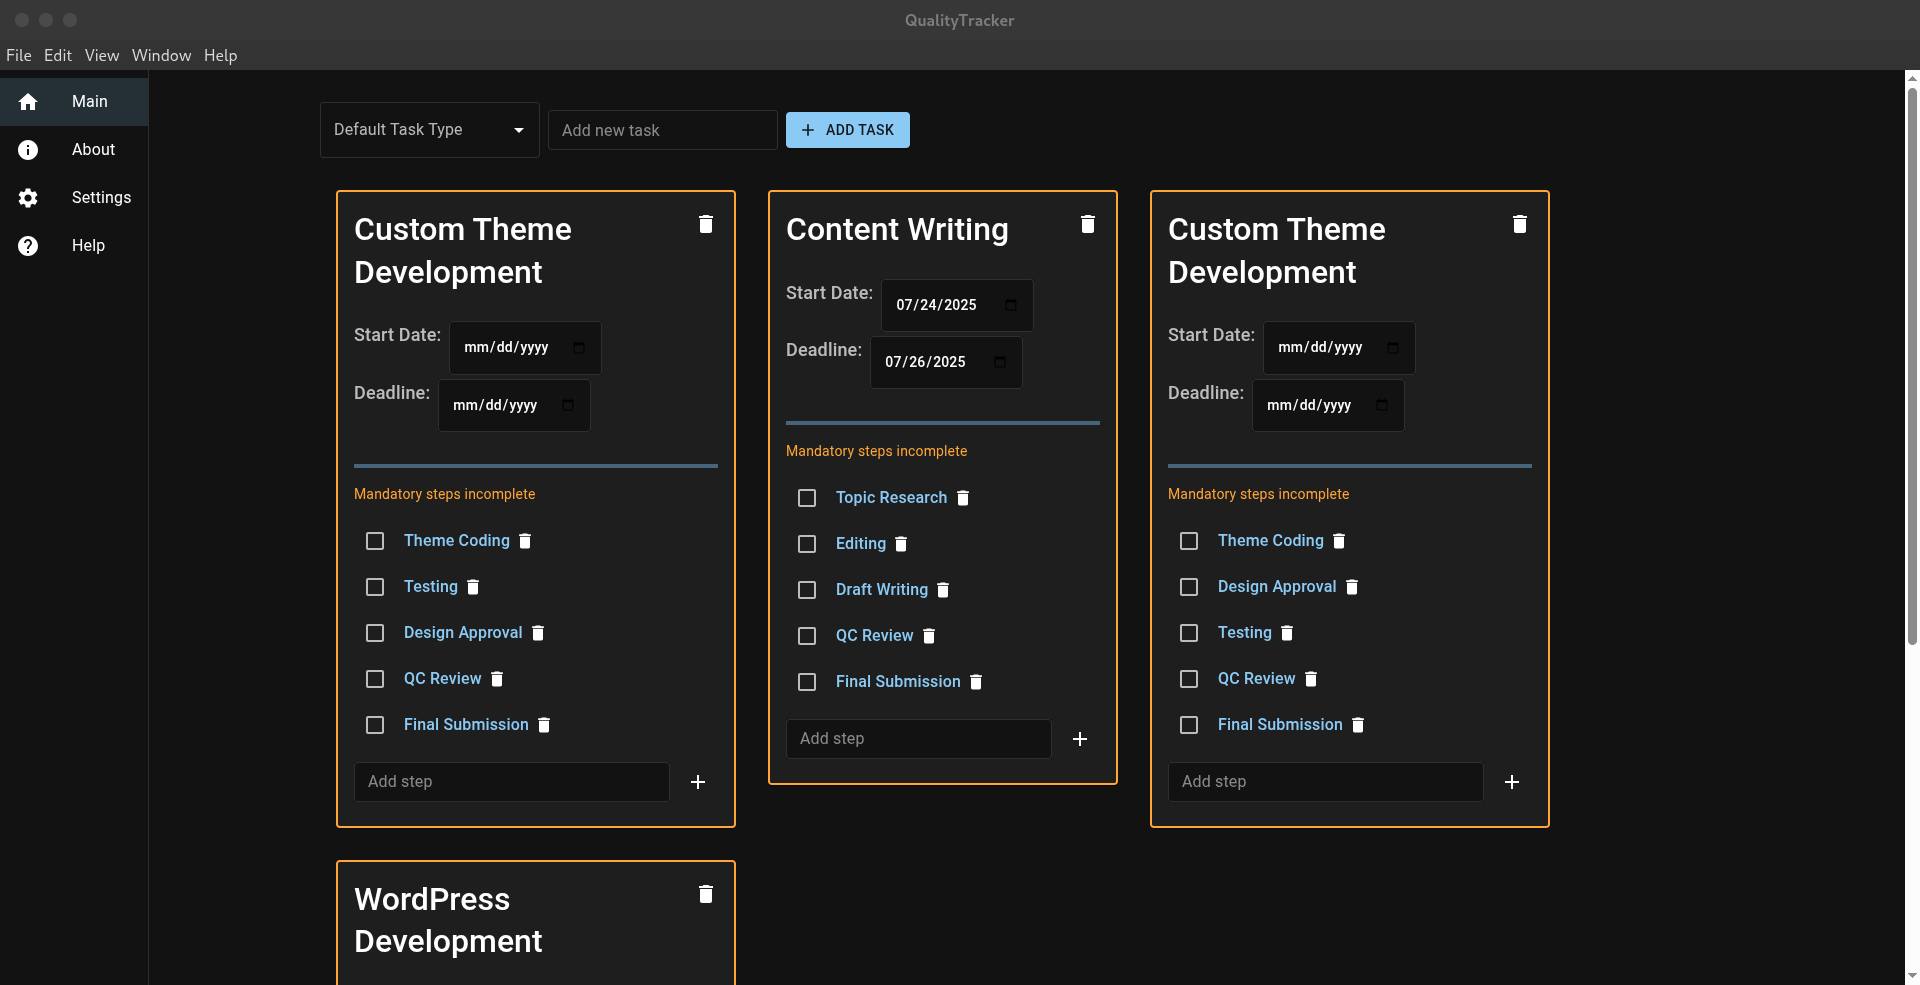 QualityTracker
File Edit View Window Help
Main
About
Settings
Help
Default Task Type
Add new task
ADD TASK
Custom Theme
Development
Start Date: mm/dd/yyyy
Deadline: mm/dd/yyyy
Mandatory steps incomplete
Theme Coding
Testing
Design Approval
QC Review
Final Submission
Add step
Content Writing
Start Date: 07/24/2025
Deadline: 07/26/2025
Mandatory steps incomplete
Topic Research
Editing
Draft Writing
QC Review
Final Submission
Add step
Custom Theme
Development
Start Date: mm/dd/yyyy
Deadline: mm/dd/yyyy
Mandatory steps incomplete
Theme Coding
Design Approval
Testing
QC Review
Final Submission
Add step
WordPress
Development